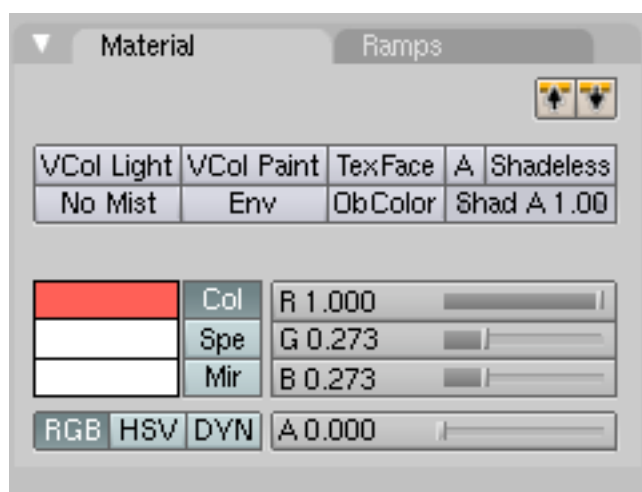 Material Ramps
VCol Light VCol Paint TexFace A Shadeless
No Mist Env ObColor Shad A 1.00
Col R 1.000
Spe G 0.273
Mir B 0.273
RGB HSV DYN A 0.000